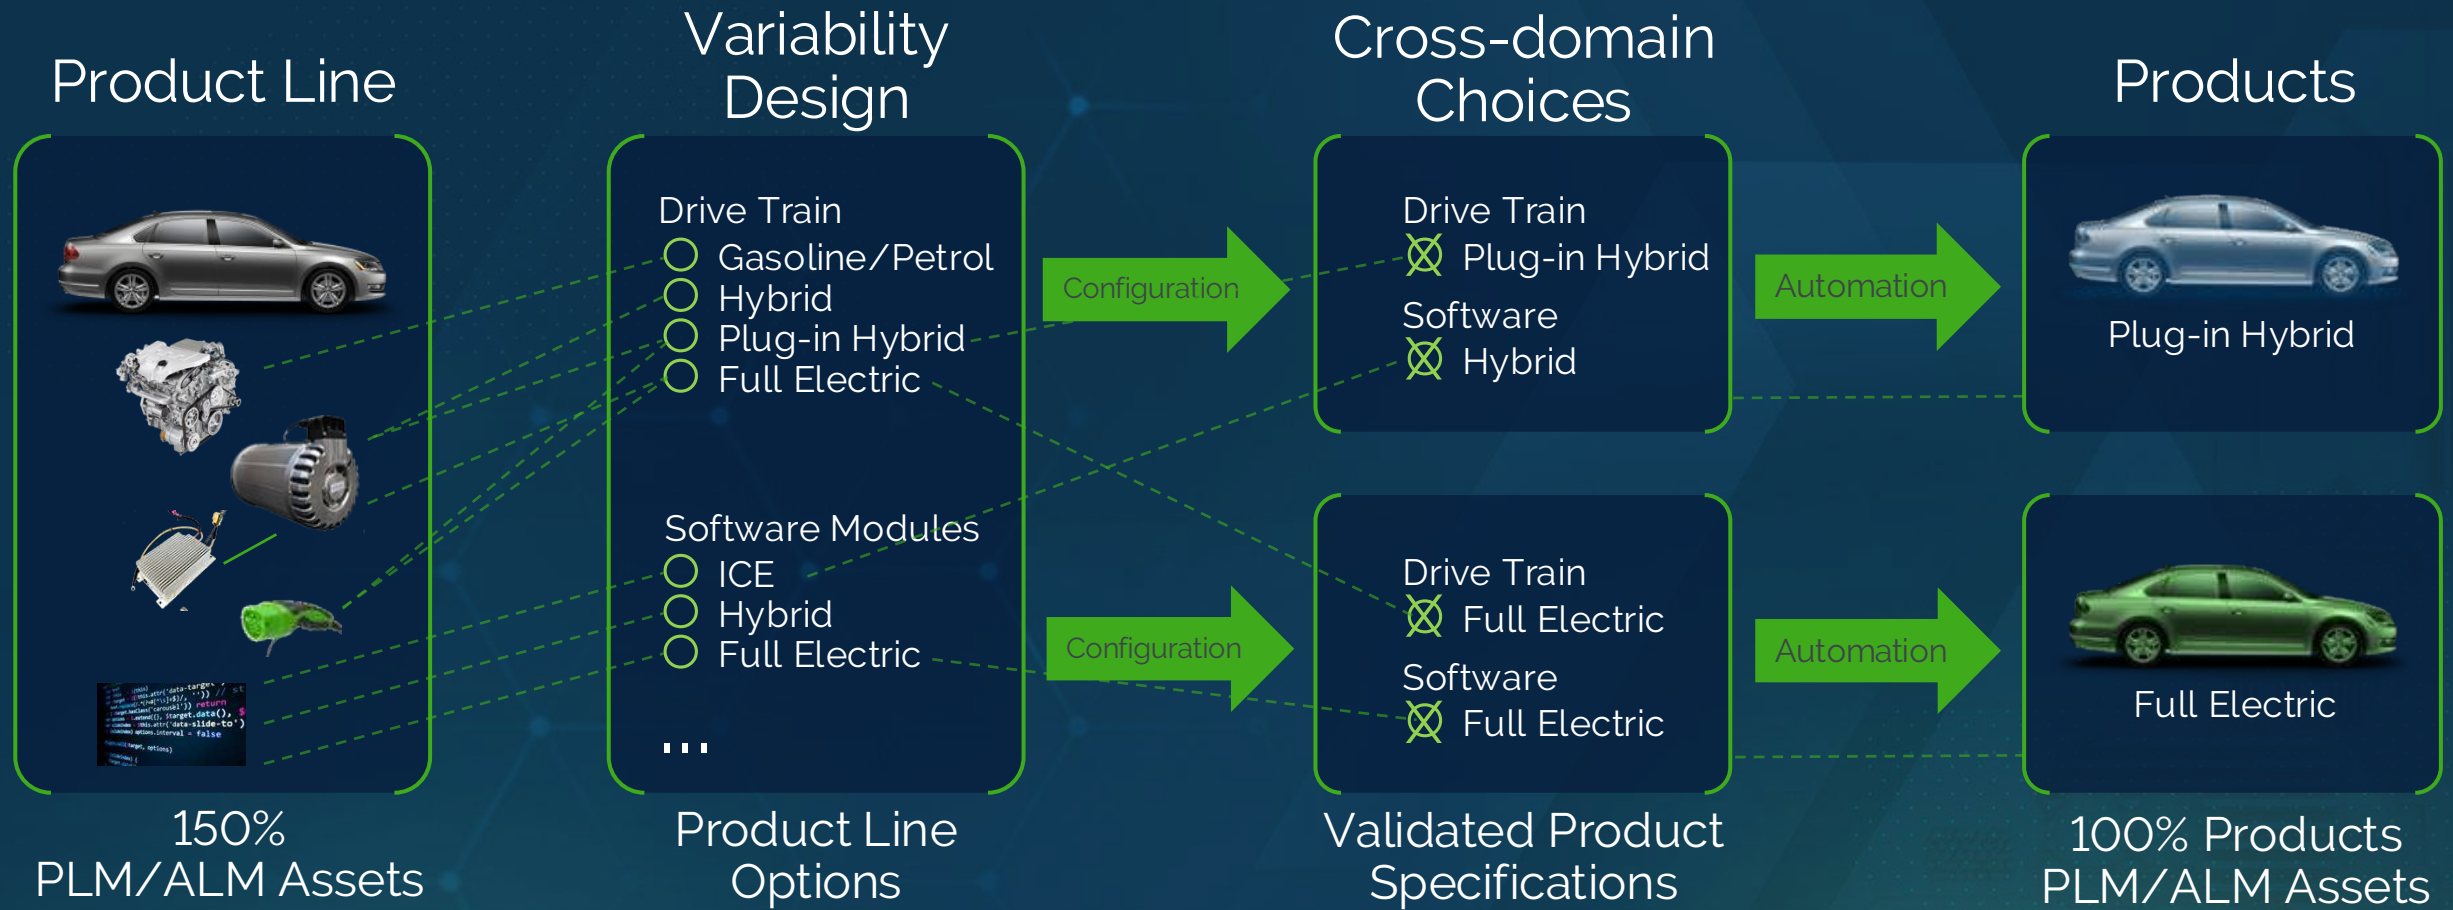 Product Line
150%
PLM/ALM Assets
Variability
Design
Drive Train
Gasoline/Petrol
Hybrid
Plug-in Hybrid
Full Electric
Software Modules
ICE
Hybrid
Full Electric
...
Product Line
Options
Configuration
Configuration
Cross-domain
Choices
Drive Train
Plug-in Hybrid
Software
Hybrid
Drive Train
Full Electric
Software
Full Electric
Validated Product
Specifications
Automation
Automation
Products
Plug-in Hybrid
Full Electric
100% Products
PLM/ALM Assets